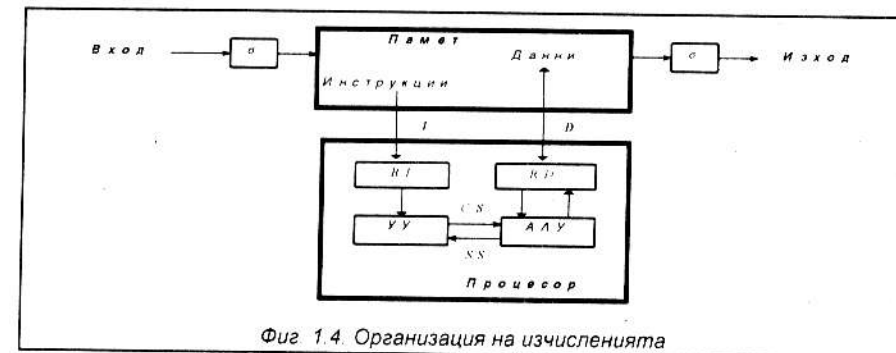 Памет
Вход
σ
Данни
σ
Изход
Инструкции
I
D
RI
RD
CS
УУ
АЛУ
SS
Процесор
Фиг. 1.4. Организация на изчисленията